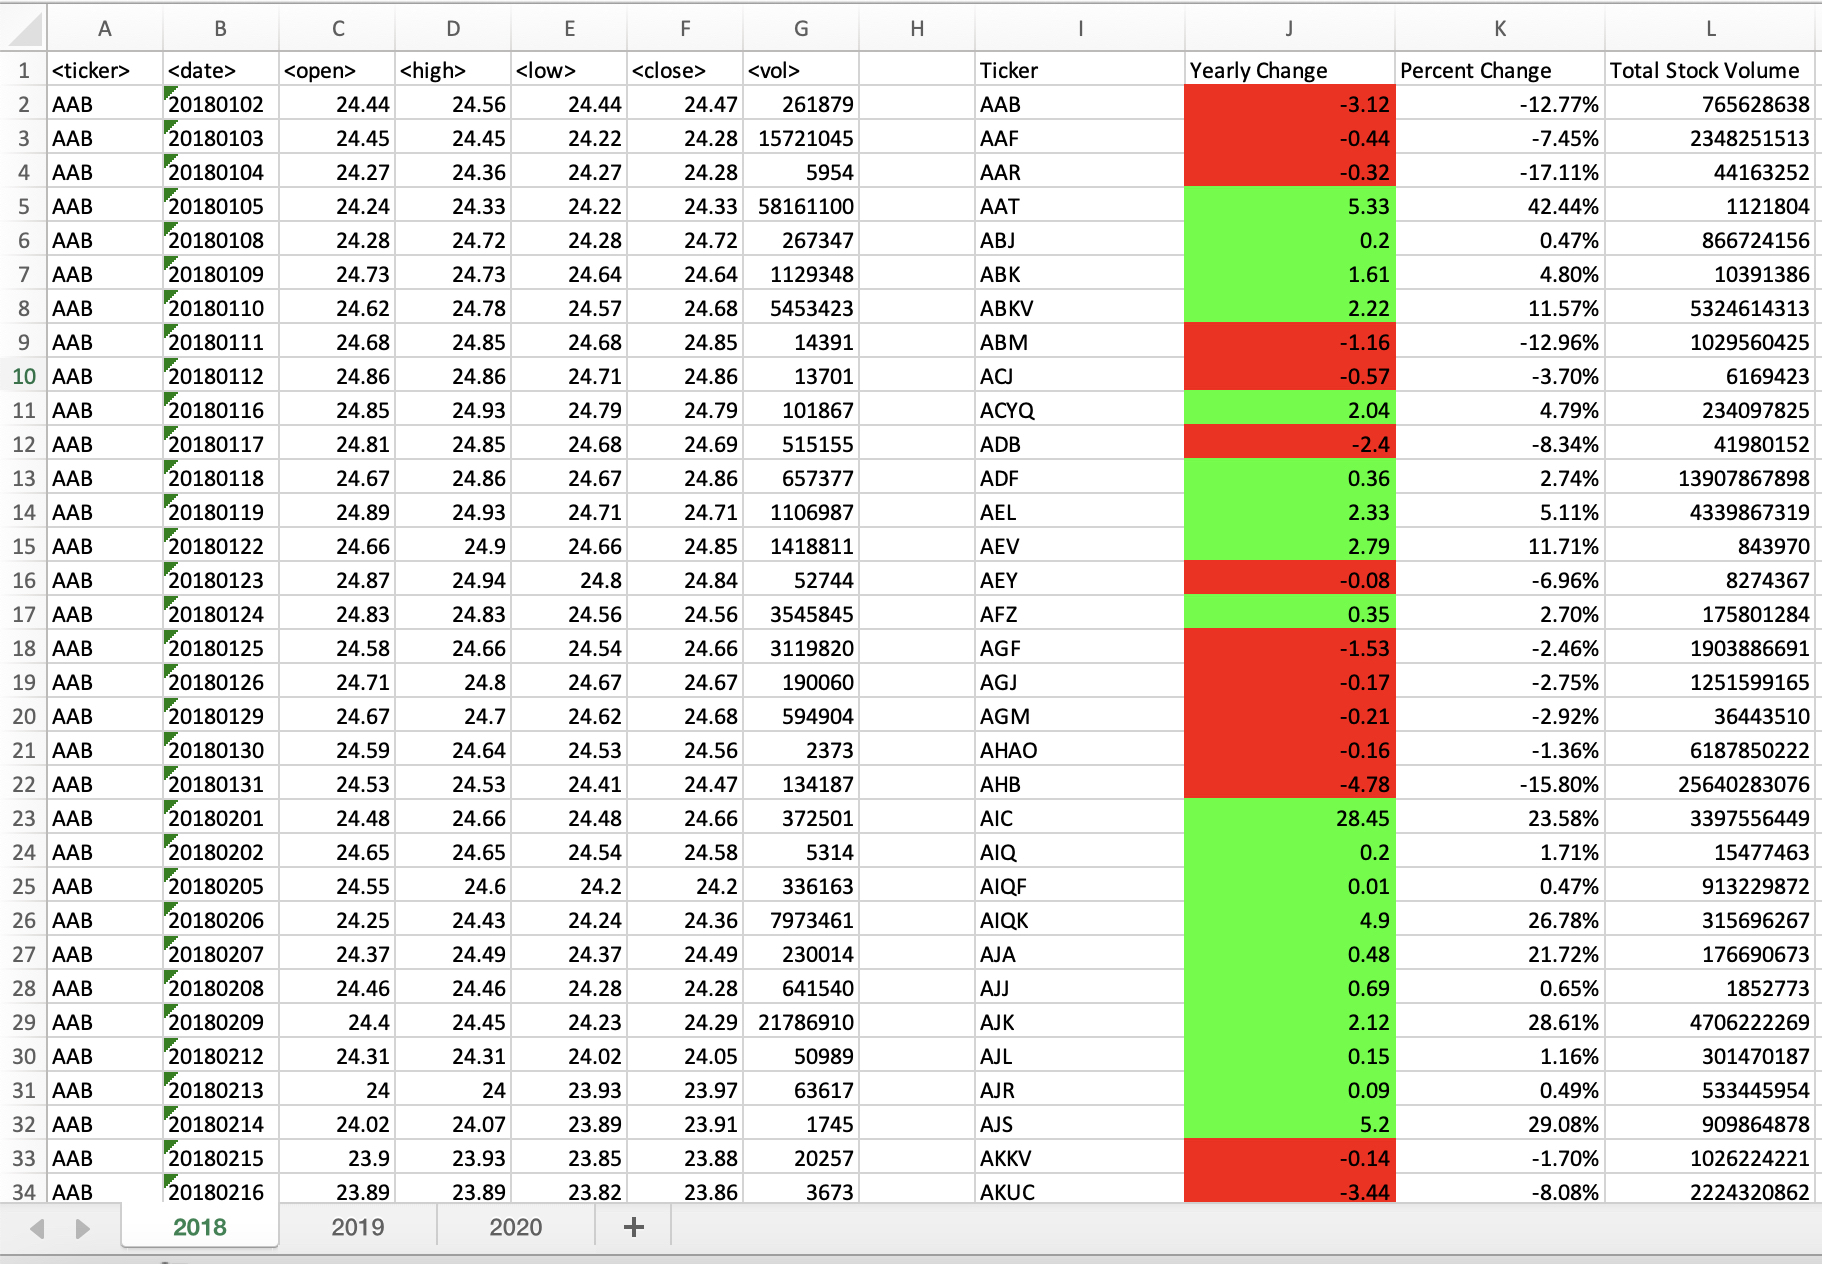 A B C D E F G H I J K L
1 <ticker> <date> <open> <high> <low> <close> <vol> Ticker Yearly Change Percent Change Total Stock Volume
2 AAB 20180102 24.44 24.56 24.44 24.47 261879 AAB -3.12 -12.77% 765628638
3 AAB 20180103 24.45 24.45 24.22 24.28 15721045 AAF -0.44 -7.45% 2348251513
4 AAB 20180104 24.27 24.36 24.27 24.28 5954 AAR -0.32 -17.11% 44163252
5 AAB 20180105 24.24 24.33 24.22 24.33 58161100 AAT 5.33 42.44% 1121804
6 AAB 20180108 24.28 24.72 24.28 24.72 267347 ABJ 0.2 0.47% 866724156
7 AAB 20180109 24.73 24.73 24.64 24.64 1129348 ABK 1.61 4.80% 10391386
8 AAB 20180110 24.62 24.78 24.57 24.68 5453423 ABKV 2.22 11.57% 5324614313
9 AAB 20180111 24.68 24.85 24.68 24.85 14391 ABM -1.16 -12.96% 1029560425
10 AAB 20180112 24.86 24.86 24.71 24.86 13701 ACJ -0.57 -3.70% 6169423
11 AAB 20180116 24.85 24.93 24.79 24.79 101867 ACYQ 2.04 4.79% 234097825
12 AAB 20180117 24.81 24.85 24.68 24.69 515155 ADB -2.4 -8.34% 41980152
13 AAB 20180118 24.67 24.86 24.67 24.86 657377 ADF 0.36 2.74% 13907867898
14 AAB 20180119 24.89 24.93 24.71 24.71 1106987 AEL 2.33 5.11% 4339867319
15 AAB 20180122 24.66 24.9 24.66 24.85 1418811 AEV 2.79 11.71% 843970
16 AAB 20180123 24.87 24.94 24.8 24.84 52744 AEY -0.08 -6.96% 8274367
17 AAB 20180124 24.83 24.83 24.56 24.56 3545845 AFZ 0.35 2.70% 175801284
18 AAB 20180125 24.58 24.66 24.54 24.66 3119820 AGF -1.53 -2.46% 1903886691
19 AAB 20180126 24.71 24.8 24.67 24.67 190060 AGJ -0.17 -2.75% 1251599165
20 AAB 20180129 24.67 24.7 24.62 24.68 594904 AGM -0.21 -2.92% 36443510
21 AAB 20180130 24.59 24.64 24.53 24.56 2373 AHAO -0.16 -1.36% 6187850222
22 AAB 20180131 24.53 24.53 24.41 24.47 134187 AHB -4.78 -15.80% 25640283076
23 AAB 20180201 24.48 24.66 24.48 24.66 372501 AIC 28.45 23.58% 3397556449
24 AAB 20180202 24.65 24.65 24.54 24.58 5314 AIQ 0.2 1.71% 15477463
25 AAB 20180205 24.55 24.6 24.2 24.2 336163 AIQF 0.01 0.47% 913229872
26 AAB 20180206 24.25 24.43 24.24 24.36 7973461 AIQK 4.9 26.78% 315696267
27 AAB 20180207 24.37 24.49 24.37 24.49 230014 AJA 0.48 21.72% 176690673
28 AAB 20180208 24.46 24.46 24.28 24.28 641540 AJJ 0.69 0.65% 1852773
29 AAB 20180209 24.4 24.45 24.23 24.29 21786910 AJK 2.12 28.61% 4706222269
30 AAB 20180212 24.31 24.31 24.02 24.05 50989 AJL 0.15 1.16% 301470187
31 AAB 20180213 24 24 23.93 23.97 63617 AJR 0.09 0.49% 533445954
32 AAB 20180214 24.02 24.07 23.89 23.91 1745 AJS 5.2 29.08% 909864878
33 AAB 20180215 23.9 23.93 23.85 23.88 20257 AKKV -0.14 -1.70% 1026224221
34 AAB 20180216 23.89 23.89 23.82 23.86 3673 AKUC -3.44 -8.08% 2224320862
2018 2019 2020 +